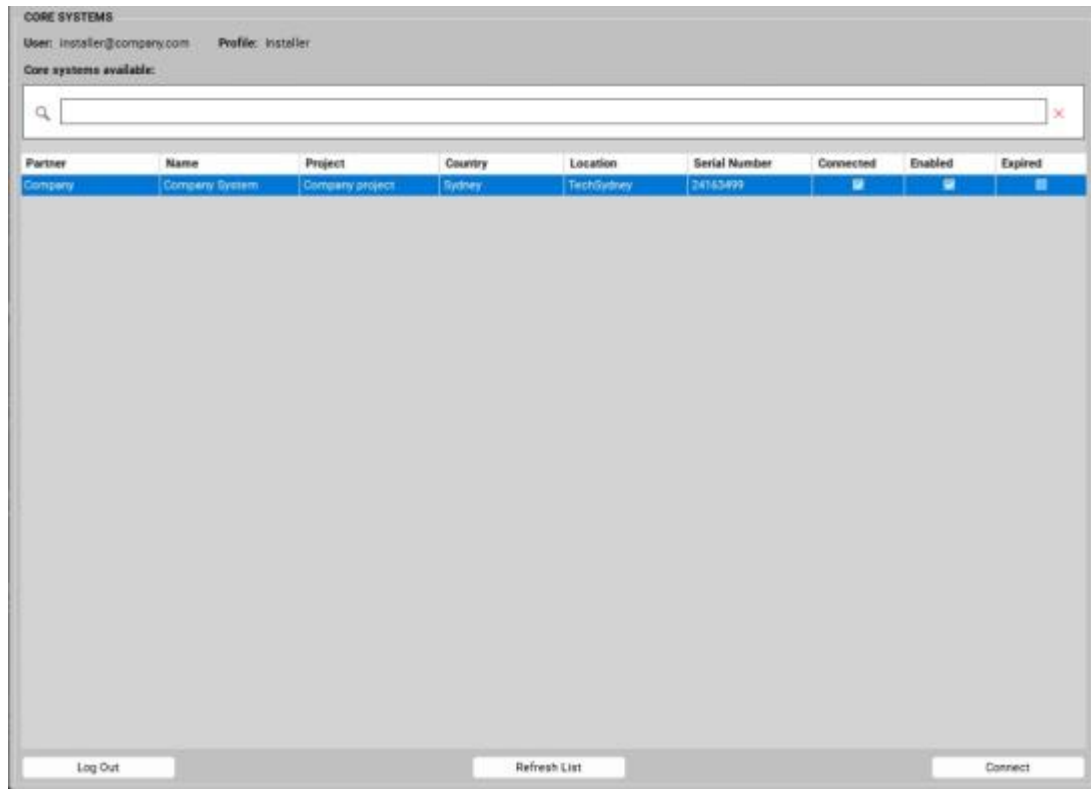 CORE SYSTEMS
User: installer@company.com Profile: Installer
Core systems available:
Partner Name Project Country Location Serial Number Connected Enabled Expired
Company Company System Company project Sydney TechSydney 24163499
Log Out Refresh List Connect